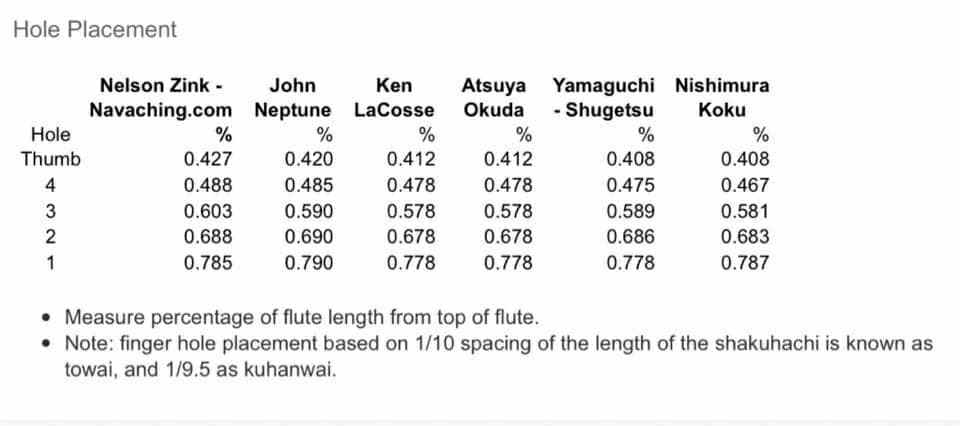 Hole Placement
Nelson Zink - John Ken Atsuya Yamaguchi Nishimura
Navaching.com Neptune LaCosse Okuda - Shugetsu Koku
Hole % % % % % %
Thumb 0.427 0.420 0.412 0.412 0.408 0.408
4 0.488 0.485 0.478 0.478 0.475 0.467
3 0.603 0.590 0.578 0.578 0.589 0.581
2 0.688 0.690 0.678 0.678 0.686 0.683
1 0.785 0.790 0.778 0.778 0.778 0.787
• Measure percentage of flute length from top of flute.
• Note: finger hole placement based on 1/10 spacing of the length of the shakuhachi is known as
towai, and 1/9.5 as kuhanwai.